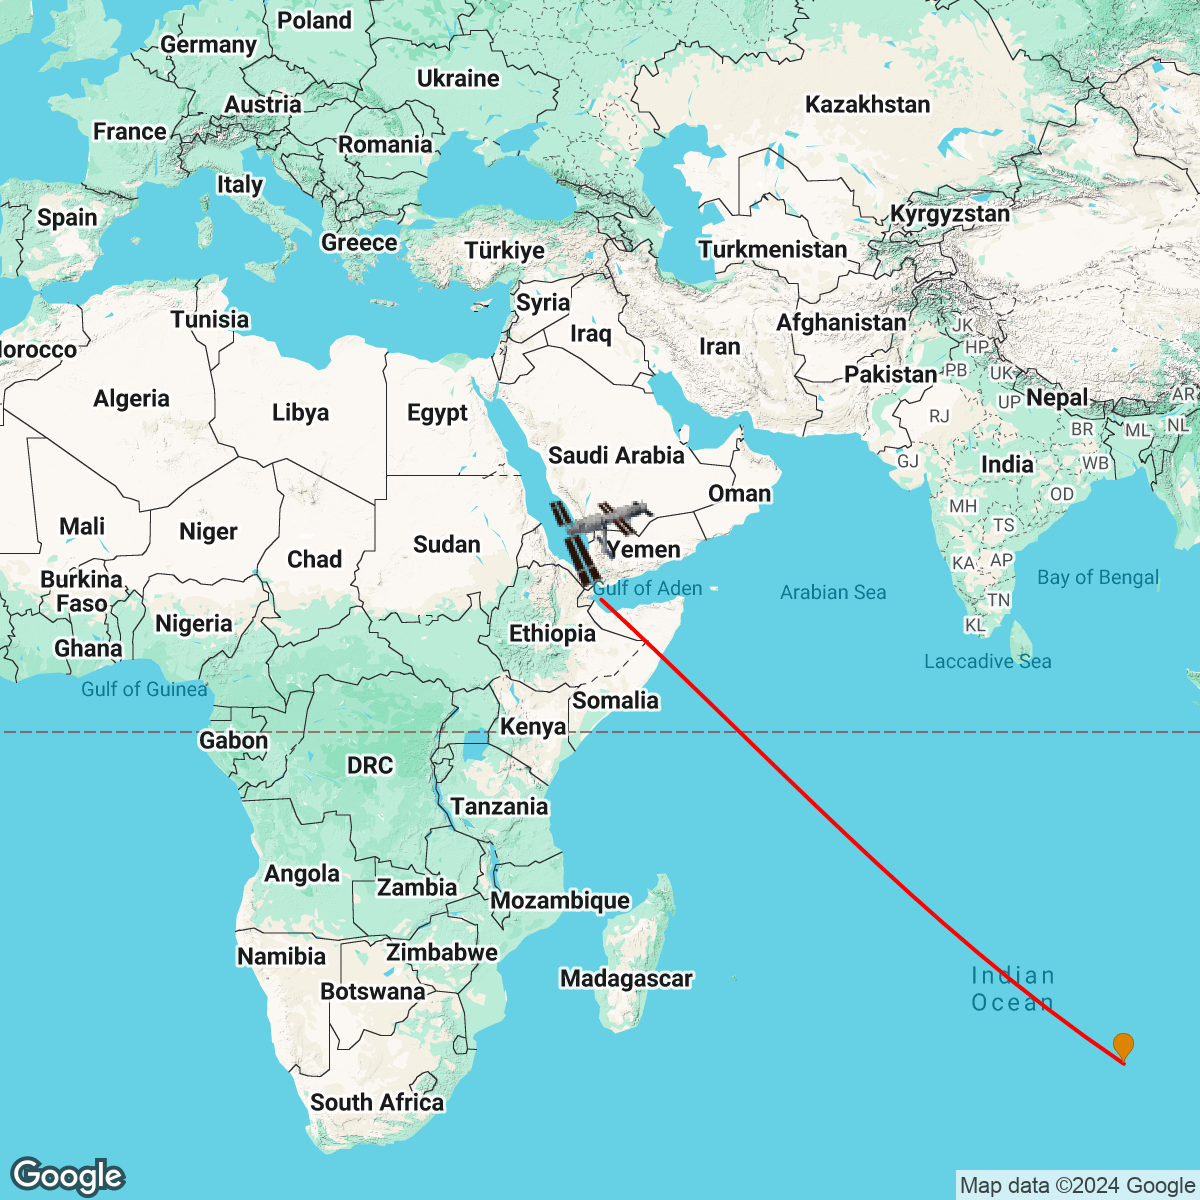 Poland
Germany
Ukraine
Austria
Kazakhstan
France
Romania
Italy
Spain
Kyrgyzstan
Greece
Türkiye
Turkmenistan
Syria
Tunisia
Iraq
Afghanistan
JK
Iran
HP
orocco
PB
UK
Pakistan
Algeria
Nepal
AR
UP
Libya
Egypt
RJ
NL
BR
ML
Saudi Arabia
GJ
India
WB
Oman
OD
MH
Mali
Niger
TS
Sudan
Yemen
Chad
KA
AP
Burkina
Faso
Bay of Bengal
Gulf of Aden
Arabian Sea
TN
Nigeria
KL
Ethiopia
Ghana
Laccadive Sea
Gulf of Guinea
Somalia
Kenya
Gabon
DRC
Tanzania
Angola
Zambia
Mozambique
Zimbabwe
Namibia
Indian
Ocean
Madagascar
Botswana
South Africa
Google
Map data ©2024 Google